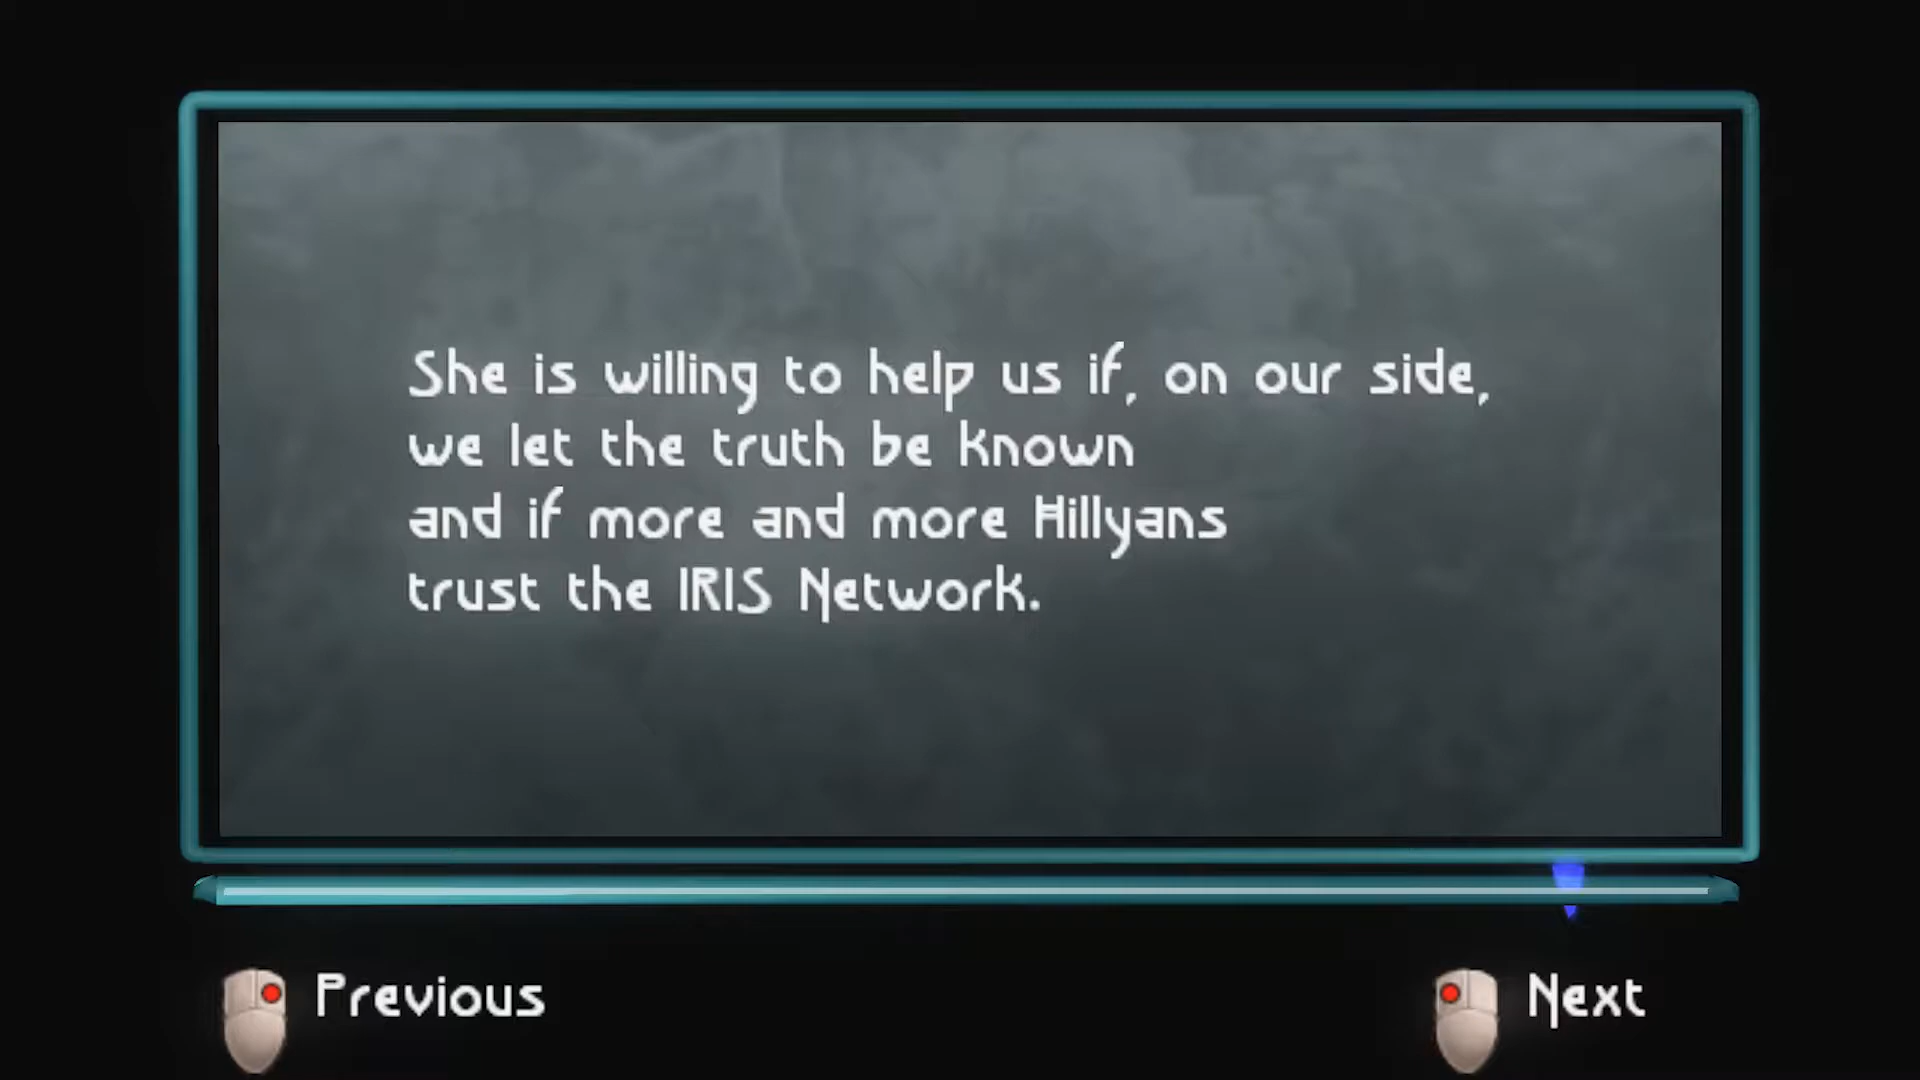 She is willing to help us if, on our side,
we let the truth be known
and if more and more Hillyans
trust the IRIS Network.
Previous
Next